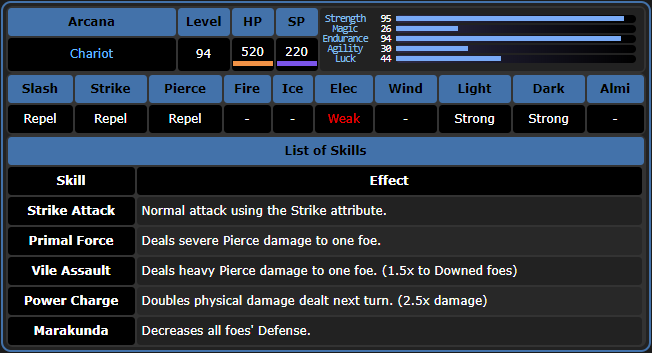 Arcana Level HP SP
Chariot 94 520 220
Strength 95
Magic 26
Endurance 94
Agility 30
Luck 44
Slash Strike Pierce Fire Ice Elec Wind Light Dark Almi
Repel Repel Repel - - Weak - Strong Strong -
List of Skills
Skill Effect
Strike Attack Normal attack using the Strike attribute.
Primal Force Deals severe Pierce damage to one foe.
Vile Assault Deals heavy Pierce damage to one foe. (1.5x to Downed foes)
Power Charge Doubles physical damage dealt next turn. (2.5x damage)
Marakunda Decreases all foes' Defense.